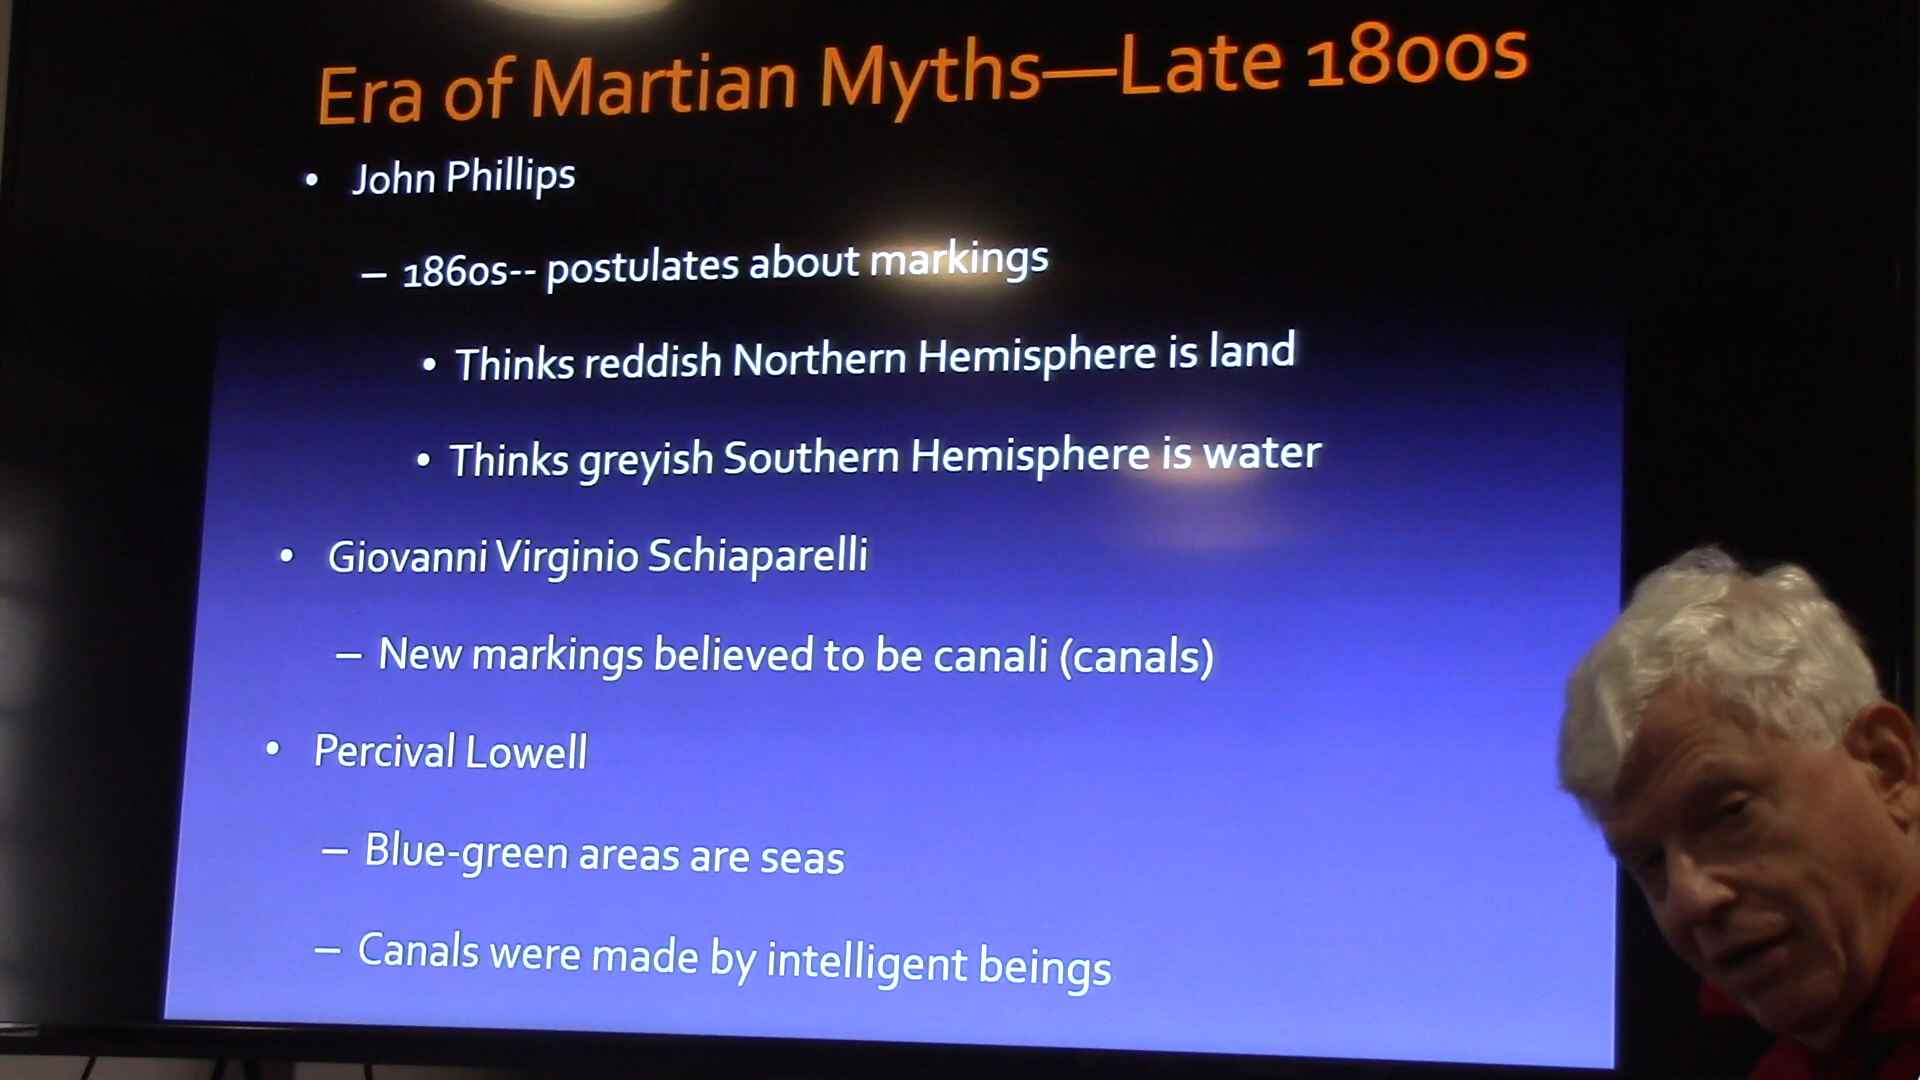 Era of Martian Myths—Late 1800s
• John Phillips
– 1860s-- postulates about markings
• Thinks reddish Northern Hemisphere is land
• Thinks greyish Southern Hemisphere is water
• Giovanni Virginio Schiaparelli
– New markings believed to be canali (canals)
• Percival Lowell
– Blue-green areas are seas
– Canals were made by intelligent beings